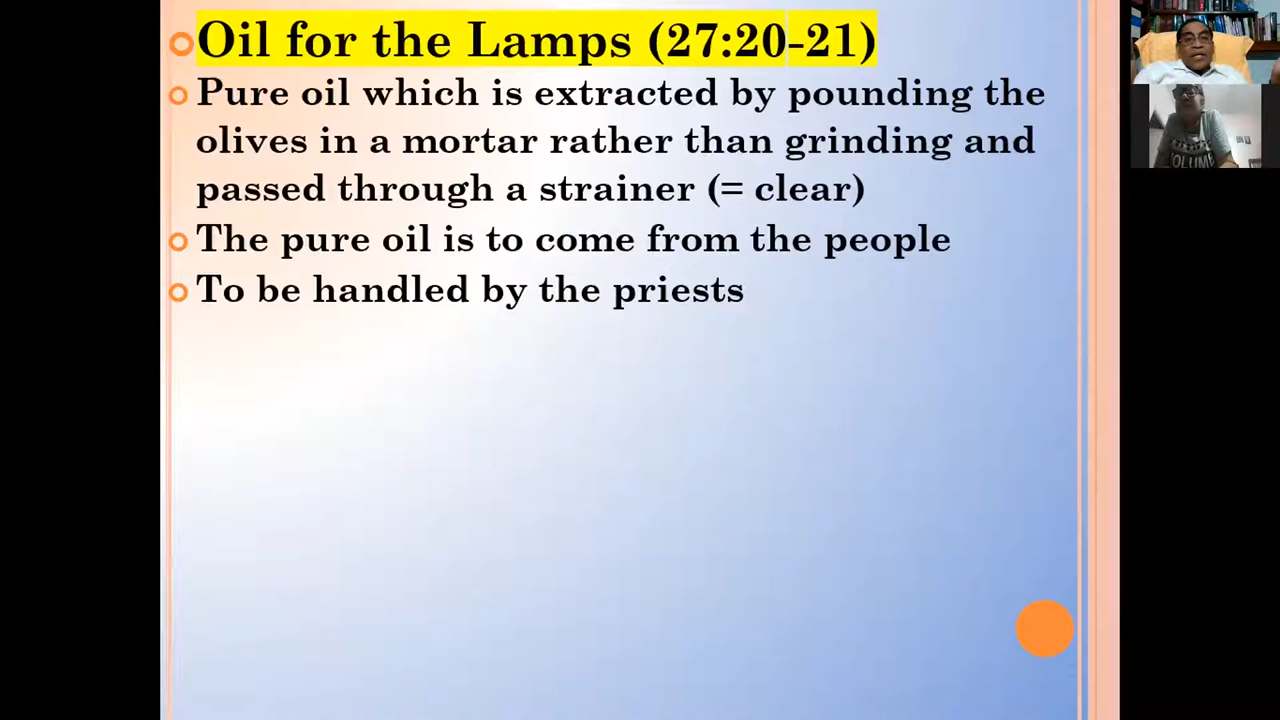 Oil for the Lamps (27:20-21)
Pure oil which is extracted by pounding the
olives in a mortar rather than grinding and
passed through a strainer (= clear)
The pure oil is to come from the people
To be handled by the priests
VOLUME